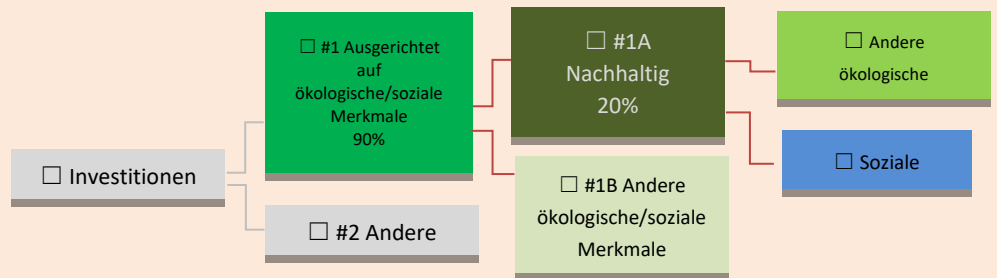 ☐ Investitionen
☐ #1 Ausgerichtet
auf
ökologische/soziale
Merkmale
90%
☐ #2 Andere
☐ #1A
Nachhaltig
20%
☐ #1B Andere
ökologische/soziale
Merkmale
☐ Andere
ökologische
☐ Soziale